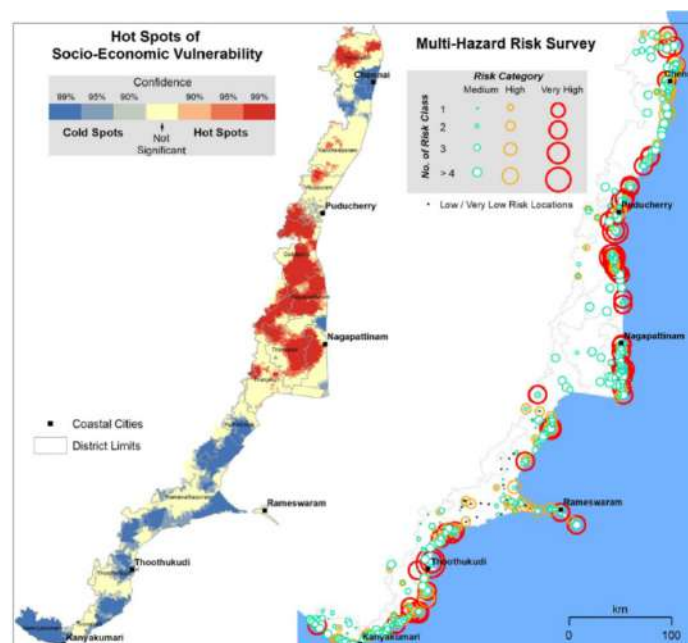 Hot Spots of
Socio-Economic Vulnerability
Confidence
99% 95% 90% 90% 95% 99%
Cold Spots Not Hot Spots
Significant
Chennai
Puducherry
Nagapattinam
Coastal Cities
District Limits
Rameswaram
Thoothukudi
Kanyakumari
Multi-Hazard Risk Survey
Risk Category
Medium High Very High
No. of Risk Class
1
2
3
> 4
Low / Very Low Risk Locations
Puducherry
Nagapattinam
Rameswaram
Thoothukudi
Kanyakumari
km
0 100